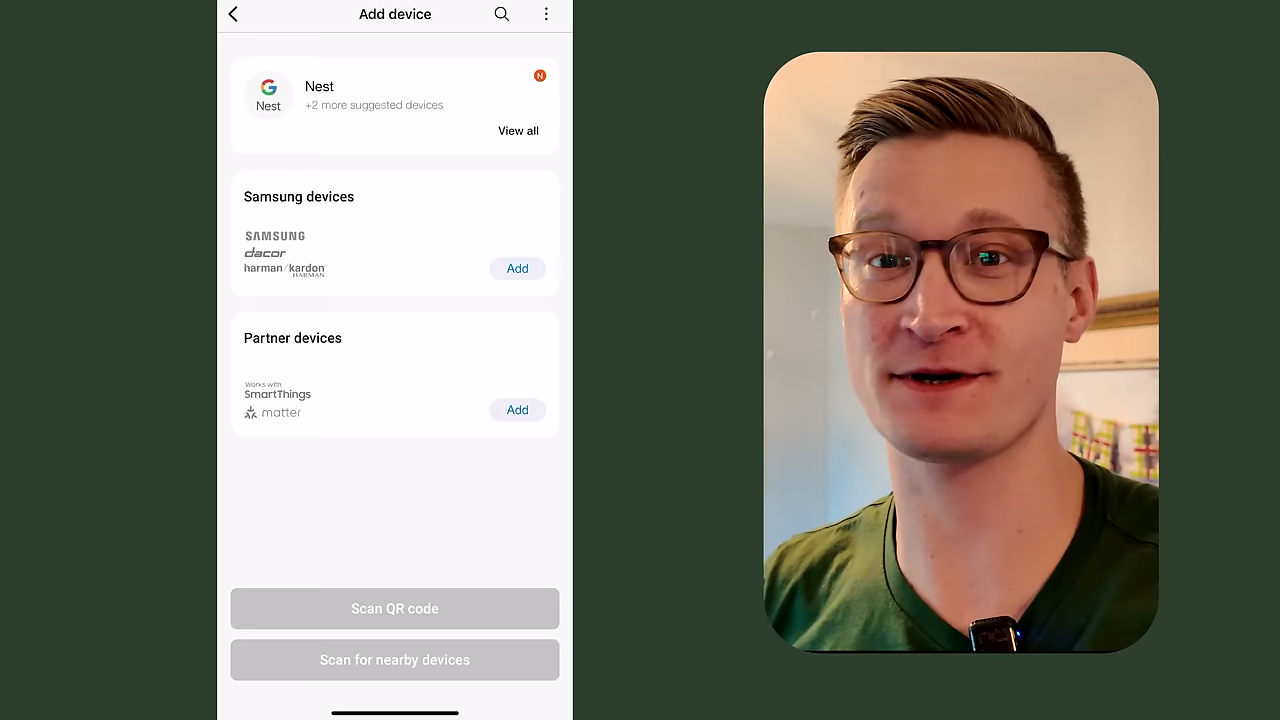 Add device
G
Nest
Nest
+2 more suggested devices
N
View all
Samsung devices
SAMSUNG
dacor
harman/kardon
HARMAN
Add
Partner devices
Works with
SmartThings
matter
Add
Scan QR code
Scan for nearby devices